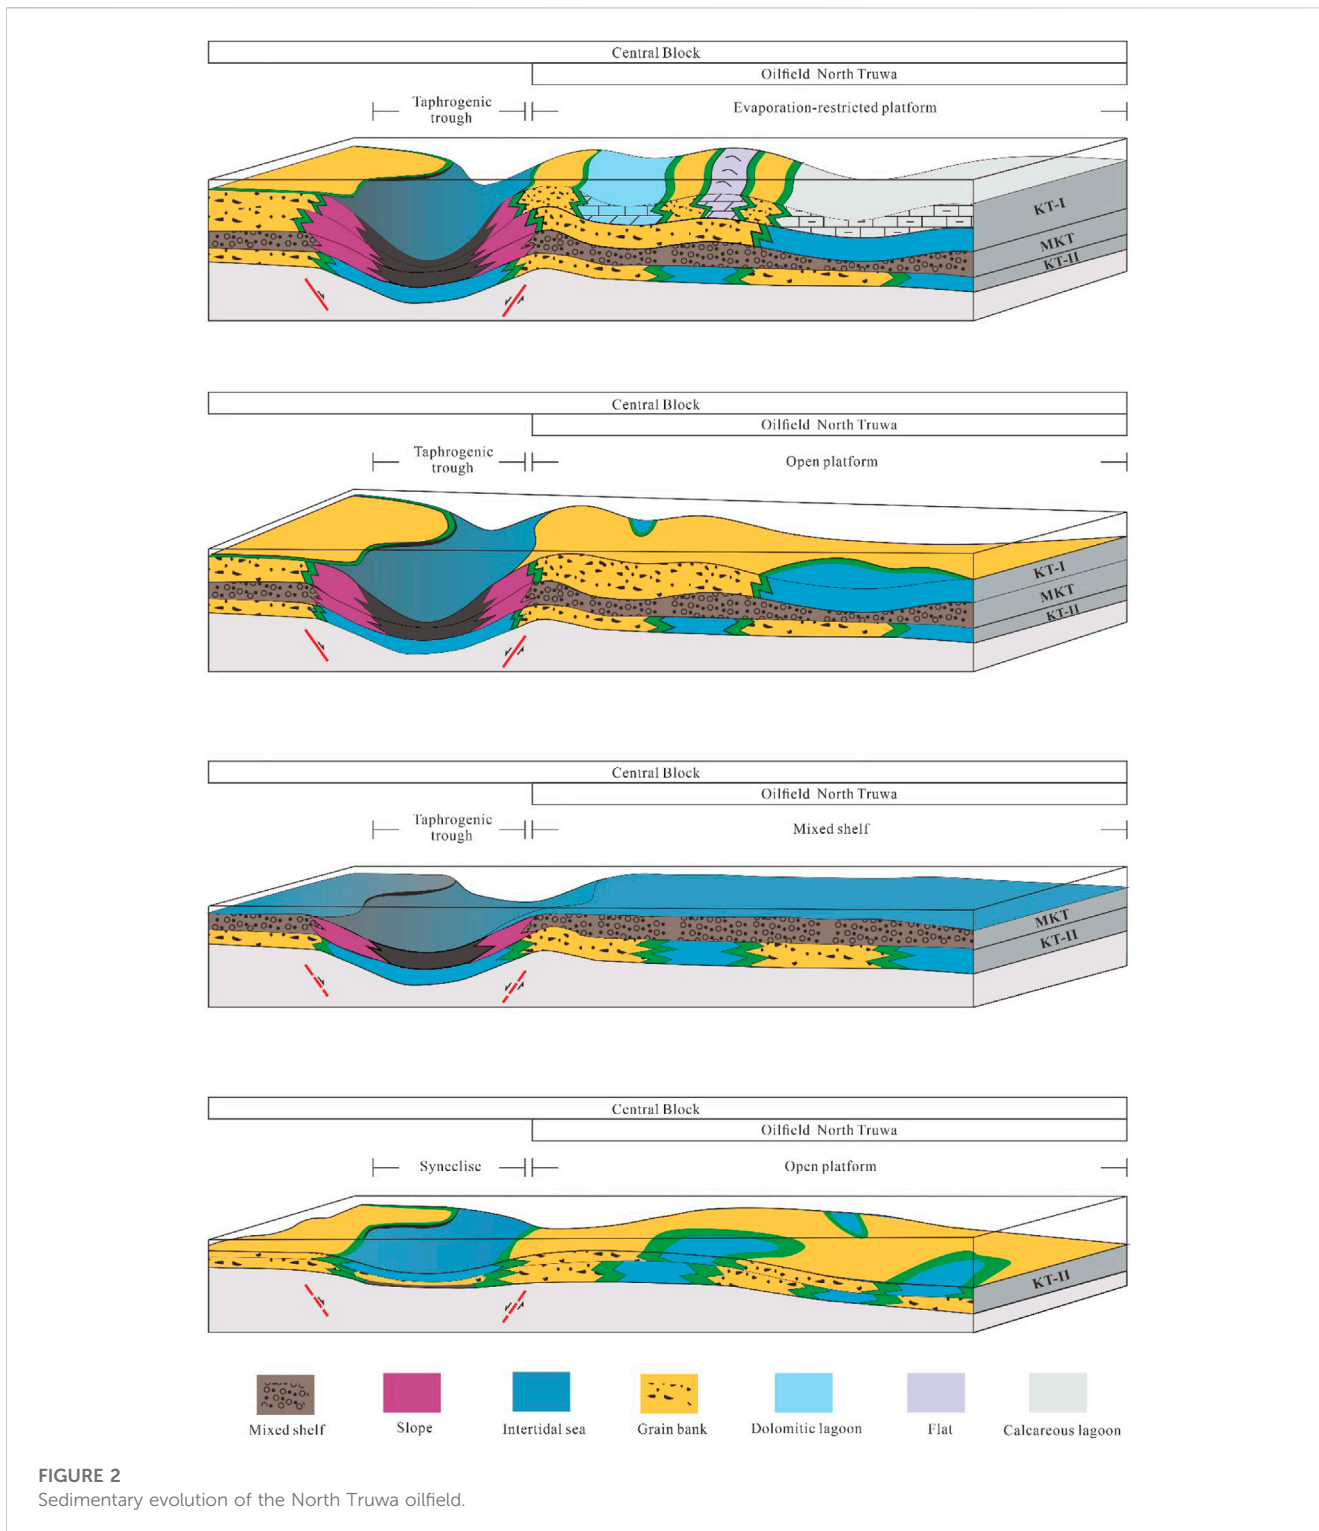 Central Block
Oilfield North Truwa
Taphrogenic
trough
Evaporation-restricted platform
KT-I
MKT
KT-II
Central Block
Oilfield North Truwa
Taphrogenic
trough
Open platform
KT-I
MKT
KT-II
Central Block
Oilfield North Truwa
Taphrogenic
trough
Mixed shelf
MKT
KT-II
Central Block
Oilfield North Truwa
Syneclise
Open platform
KT-II
Mixed shelf
Slope
Intertidal sea
Grain bank
Dolomitic lagoon
Flat
Calcareous lagoon
FIGURE 2
Sedimentary evolution of the North Truwa oilfield.